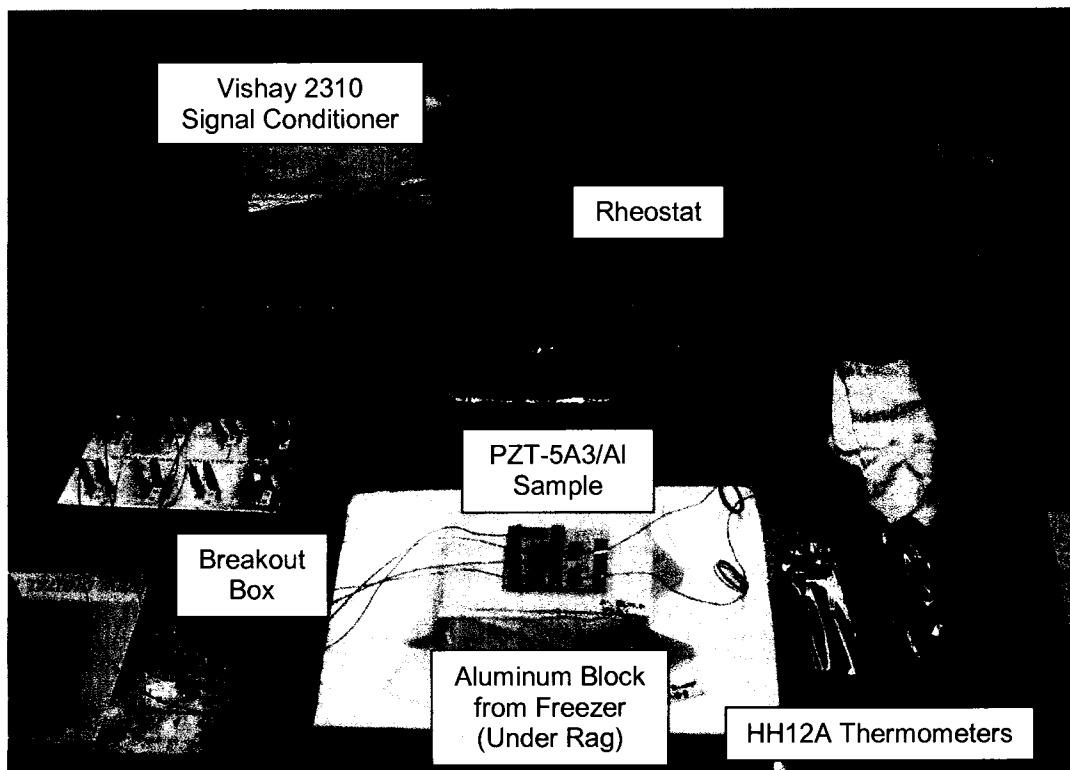 Vishay 2310
Signal Conditioner
Rheostat
PZT-5A3/Al
Sample
Breakout
Box
Aluminum Block
from Freezer
(Under Rag)
HH12A Thermometers